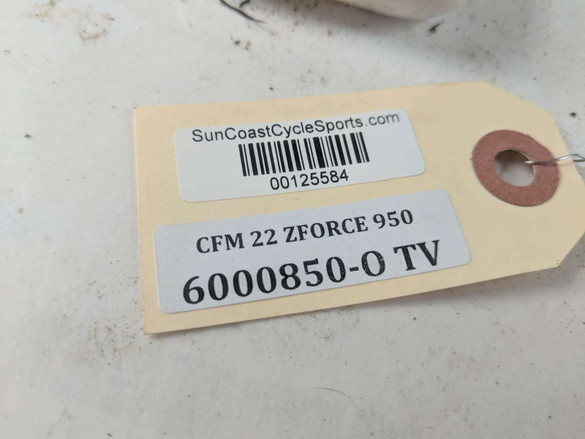 SunCoastCycleSports.com
00125584
CFM 22 ZFORCE 950
6000850-O TV